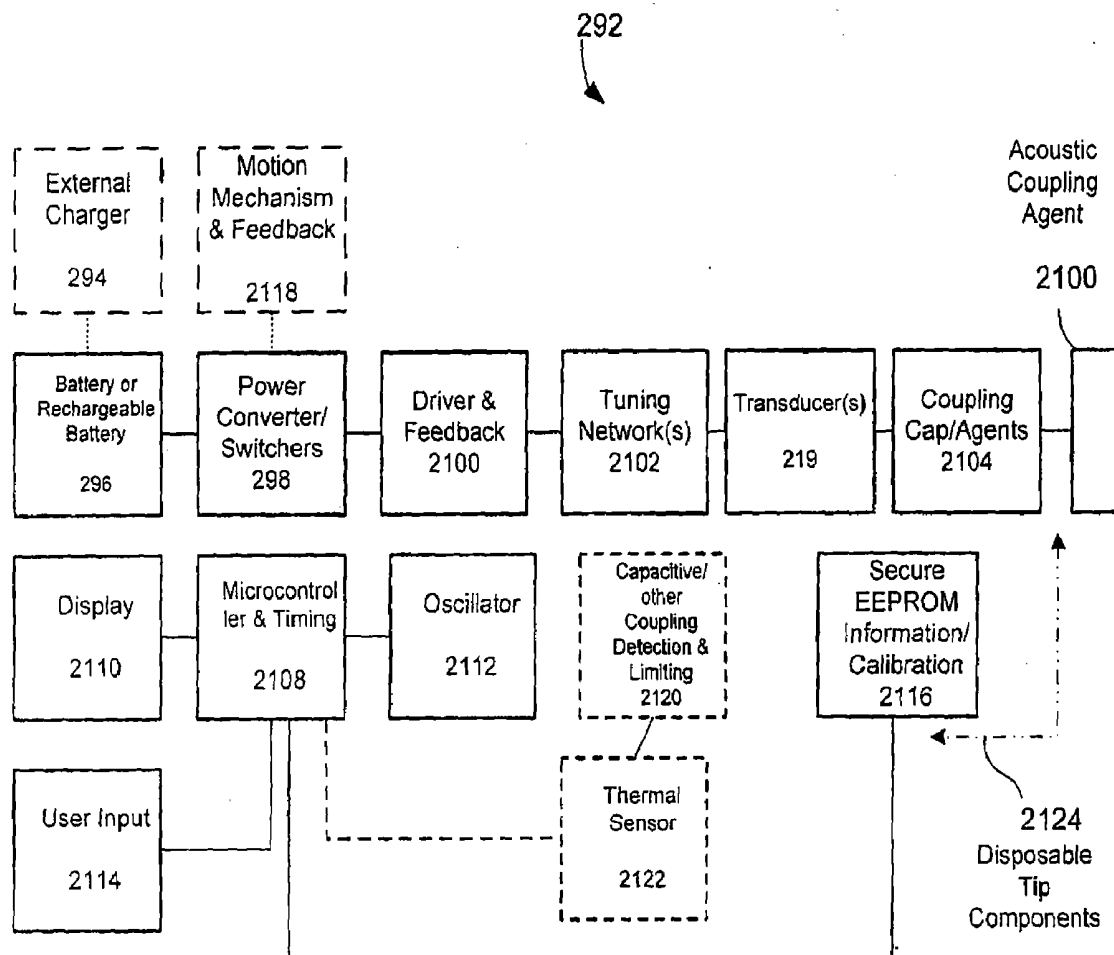 292
External
Charger
294
Motion
Mechanism
& Feedback
2118
Acoustic
Coupling
Agent
2100
Battery or
Rechargeable
Battery
296
Power
Converter/
Switchers
298
Driver &
Feedback
2100
Tuning
Network(s)
2102
Transducer(s)
219
Coupling
Cap/Agents
2104
Display
2110
Microcontrol
ler & Timing
2108
Oscillator
2112
Capacitive/
other
Coupling
Detection &
Limiting
2120
Secure
EEPROM
Information/
Calibration
2116
User Input
2114
Thermal
Sensor
2122
2124
Disposable
Tip
Components